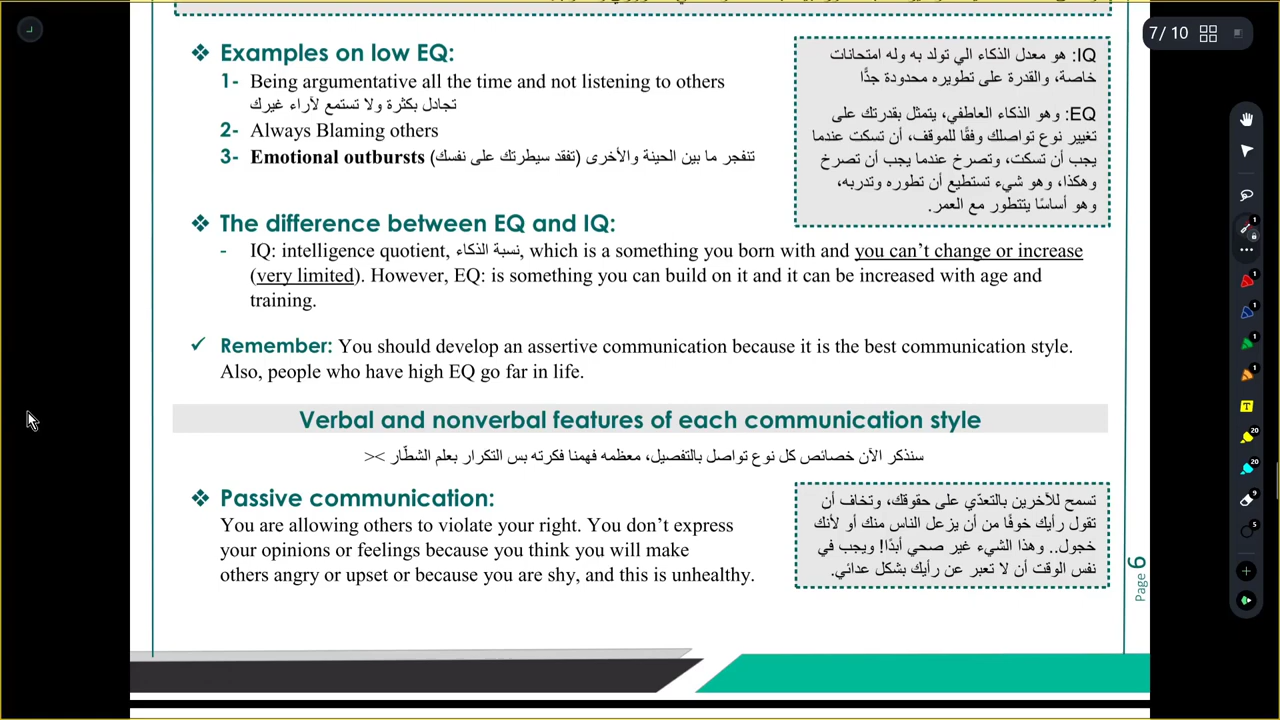 7/ 10
❖ Examples on low EQ:
1- Being argumentative all the time and not listening to others
تجادل بكثرة ولا تستمع لآراء غيرك
2- Always Blaming others
3- Emotional outbursts (تنفجر ما بين الحينة والأخرى (تفقد سيطرتك على نفسك
IQ: هو معدل الذكاء الي تولد به وله امتحانات
خاصة، والقدرة على تطويره محدودة جدًّا
EQ: وهو الذكاء العاطفي، يتمثل بقدرتك على
تغيير نوع تواصلك وفقًا للموقف، أن تسكت عندما
يجب أن تسكت، وتصرخ عندما يجب أن تصرخ
وهكذا، وهو شيء تستطيع أن تطوره وتدربه،
وهو أساسًا يتتطور مع العمر.
❖ The difference between EQ and IQ:
- IQ: intelligence quotient, نسبة الذكاء, which is a something you born with and you can’t change or increase
(very limited). However, EQ: is something you can build on it and it can be increased with age and
training.
✓ Remember: You should develop an assertive communication because it is the best communication style.
Also, people who have high EQ go far in life.
Verbal and nonverbal features of each communication style
سنذكر الآن خصائص كل نوع تواصل بالتفصيل، معظمه فهمنا فكرته بس التكرار بعلم الشطّار ><
❖ Passive communication:
You are allowing others to violate your right. You don’t express
your opinions or feelings because you think you will make
others angry or upset or because you are shy, and this is unhealthy.
تسمح للآخرين بالتعدّي على حقوقك، وتخاف أن
تقول رأيك خوفًا من أن يزعل الناس منك أو لأنك
خجول.. وهذا الشيء غير صحي أبدًا! ويجب في
نفس الوقت أن لا تعبر عن رأيك بشكل عدائي.
Page 6